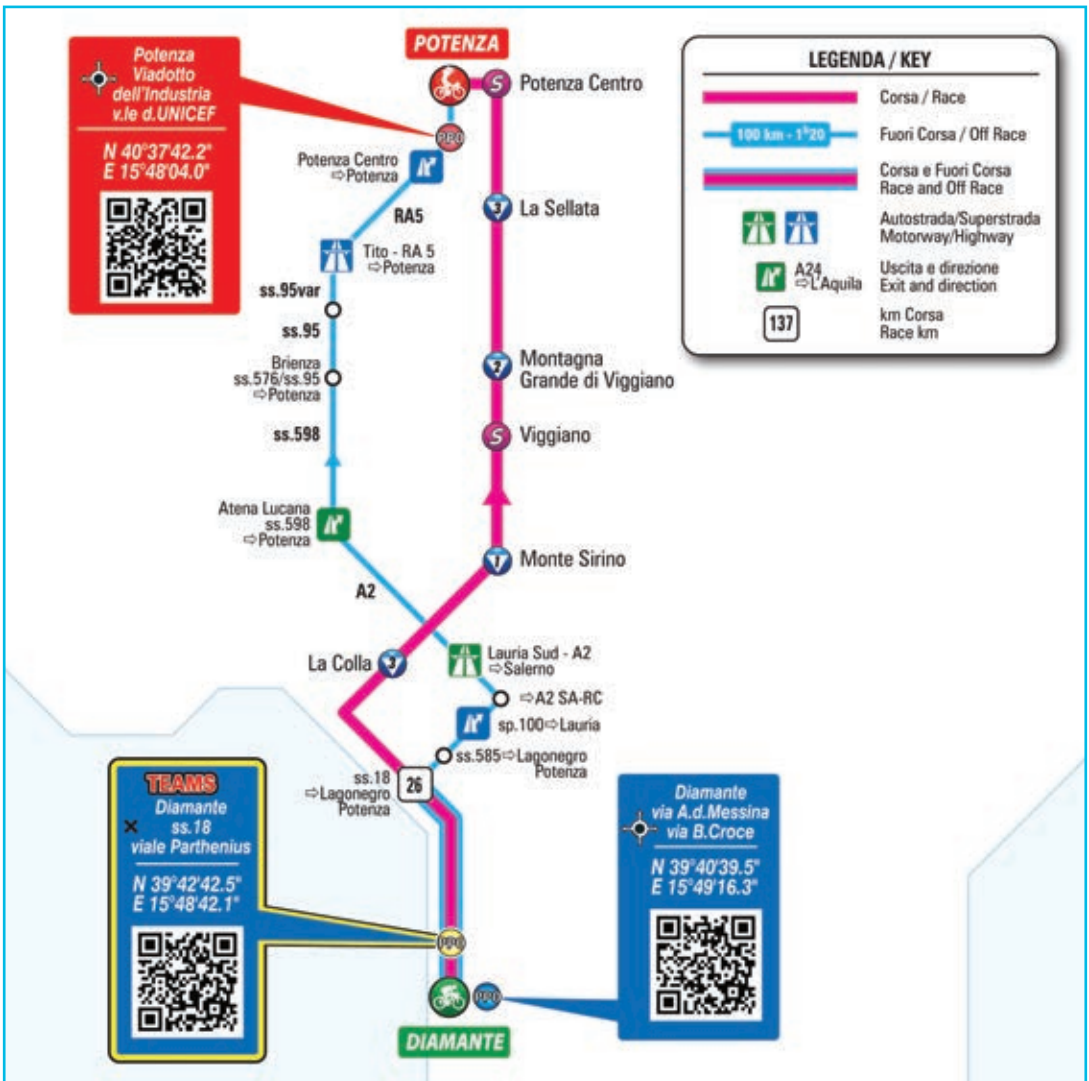 Potenza
Viadotto
dell'Industria
v.le d.UNICEF
N 40°37'42.2"
E 15°48'04.0"
POTENZA
S
Potenza Centro
PPO
Potenza Centro
⇨Potenza
RA5
3
La Sellata
Tito - RA 5
⇨Potenza
ss.95var
ss.95
Brienza
ss.576/ss.95
⇨Potenza
2
Montagna
Grande di Viggiano
ss.598
S
Viggiano
Atena Lucana
ss.598
⇨Potenza
1
Monte Sirino
A2
La Colla
3
Lauria Sud - A2
⇨Salerno
⇨A2 SA-RC
sp.100⇨Lauria
ss.585⇨Lagonegro
Potenza
ss.18
⇨Lagonegro
Potenza
26
LEGENDA / KEY
Corsa / Race
100 km - 1h20
Fuori Corsa / Off Race
Corsa e Fuori Corsa
Race and Off Race
Autostrada/Superstrada
Motorway/Highway
A24
⇨L'Aquila
Uscita e direzione
Exit and direction
137
km Corsa
Race km
TEAMS
Diamante
ss.18
viale Parthenius
N 39°42'42.5"
E 15°48'42.1"
PPO
PPO
DIAMANTE
Diamante
via A.d.Messina
via B.Croce
N 39°40'39.5"
E 15°49'16.3"